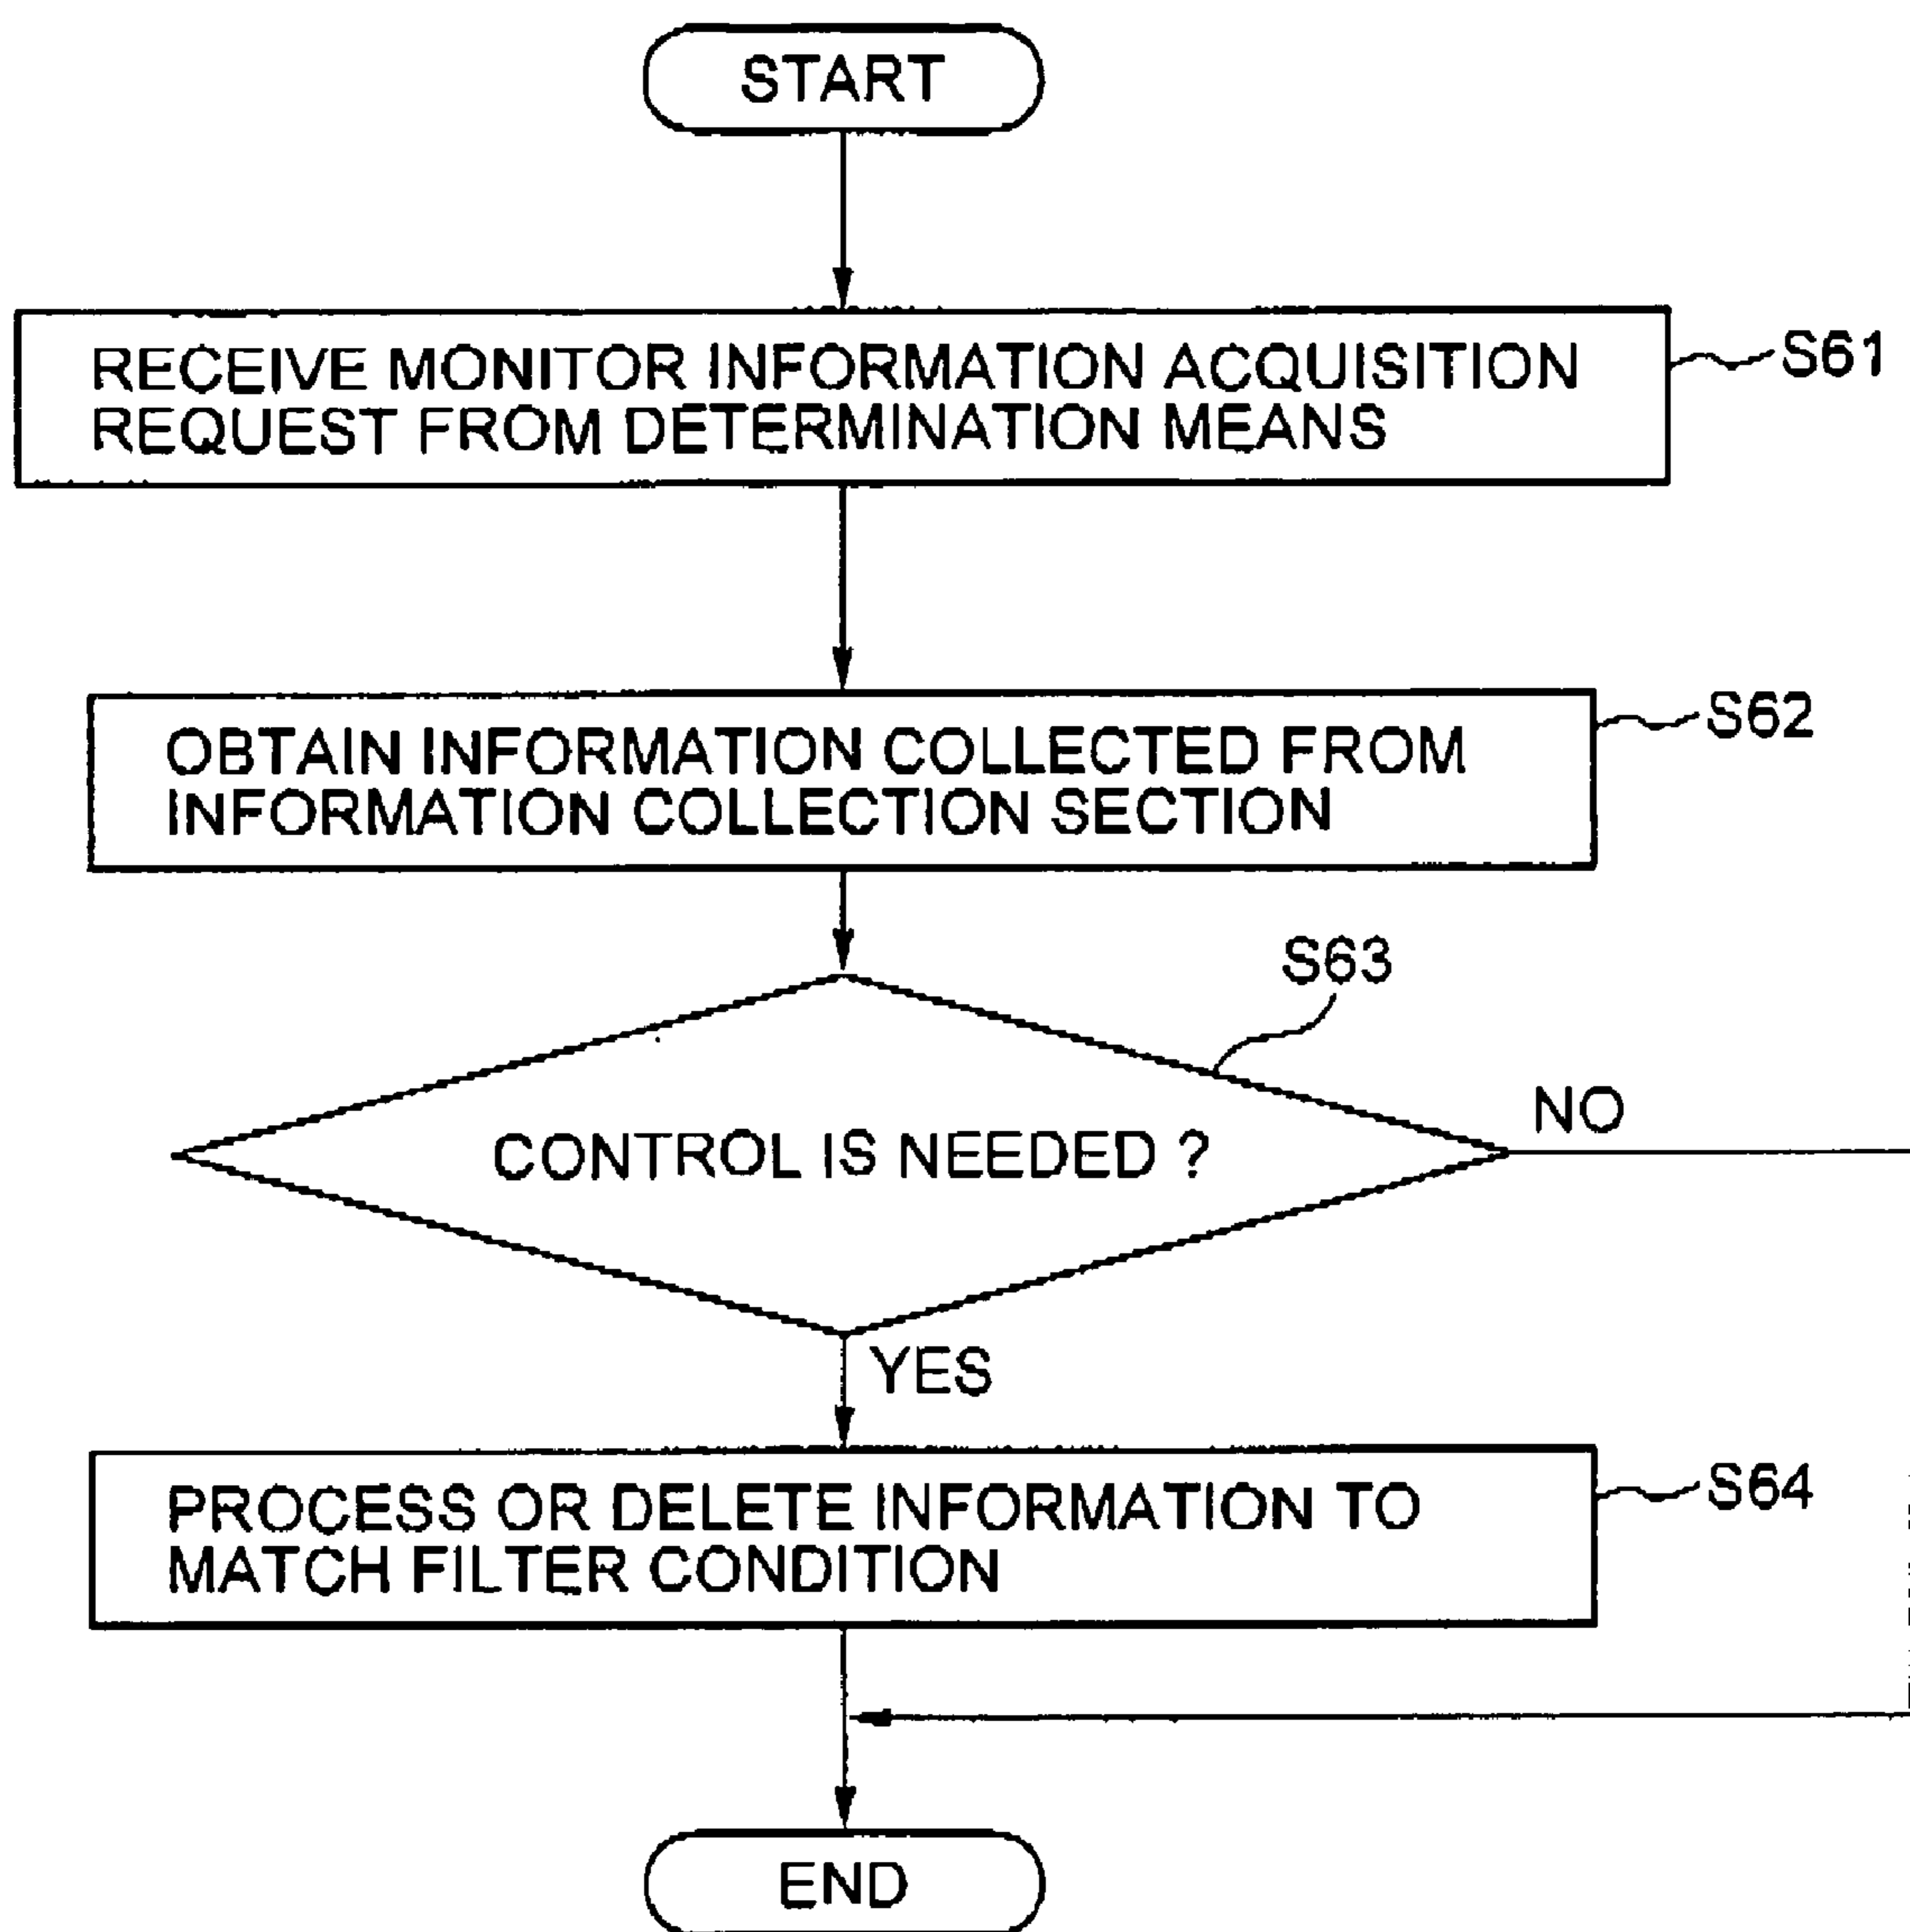 START
RECEIVE MONITOR INFORMATION ACQUISITION
REQUEST FROM DETERMINATION MEANS
S61
OBTAIN INFORMATION COLLECTED FROM
INFORMATION COLLECTION SECTION
S62
S63
CONTROL IS NEEDED ?
NO
YES
PROCESS OR DELETE INFORMATION TO
MATCH FILTER CONDITION
S64
END